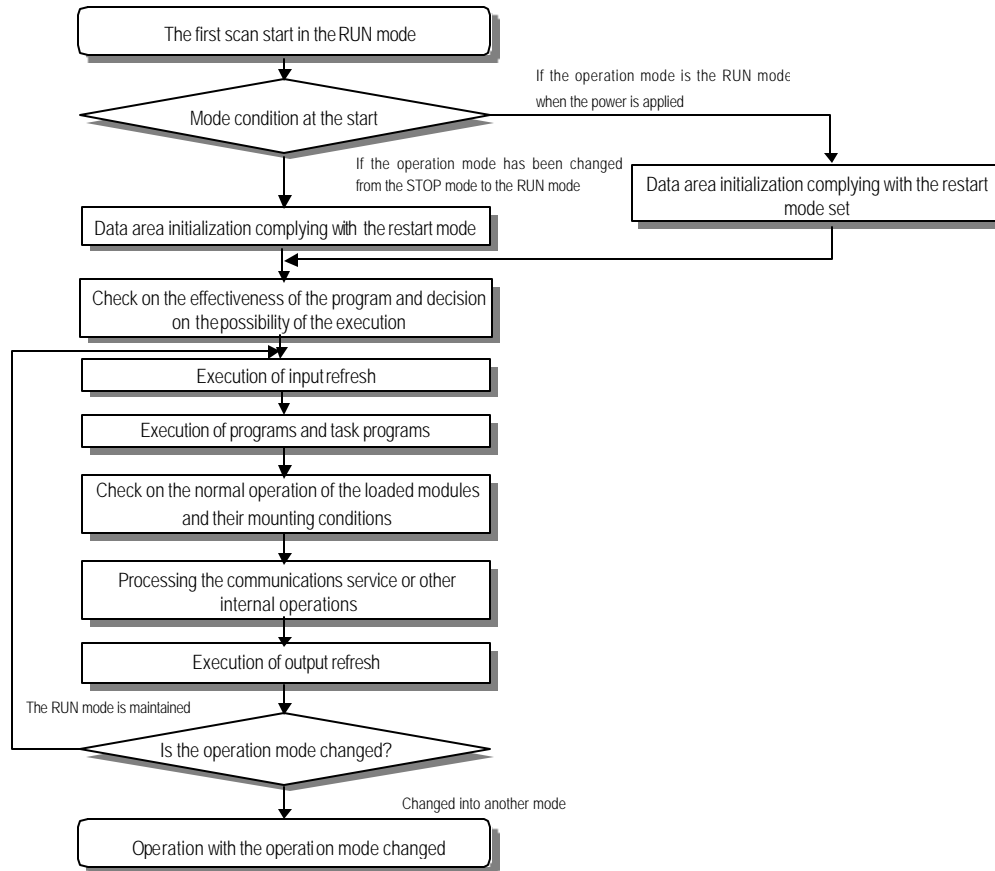 The first scan start in the RUN mode
If the operation mode is the RUN mode
when the power is applied
Mode condition at the start
If the operation mode has been changed
from the STOP mode to the RUN mode
Data area initialization complying with the restart
mode set
Data area initialization complying with the restart mode
Check on the effectiveness of the program and decision
on the possibility of the execution
Execution of input refresh
Execution of programs and task programs
Check on the normal operation of the loaded modules
and their mounting conditions
Processing the communications service or other
internal operations
Execution of output refresh
The RUN mode is maintained
Is the operation mode changed?
Changed into another mode
Operation with the operation mode changed